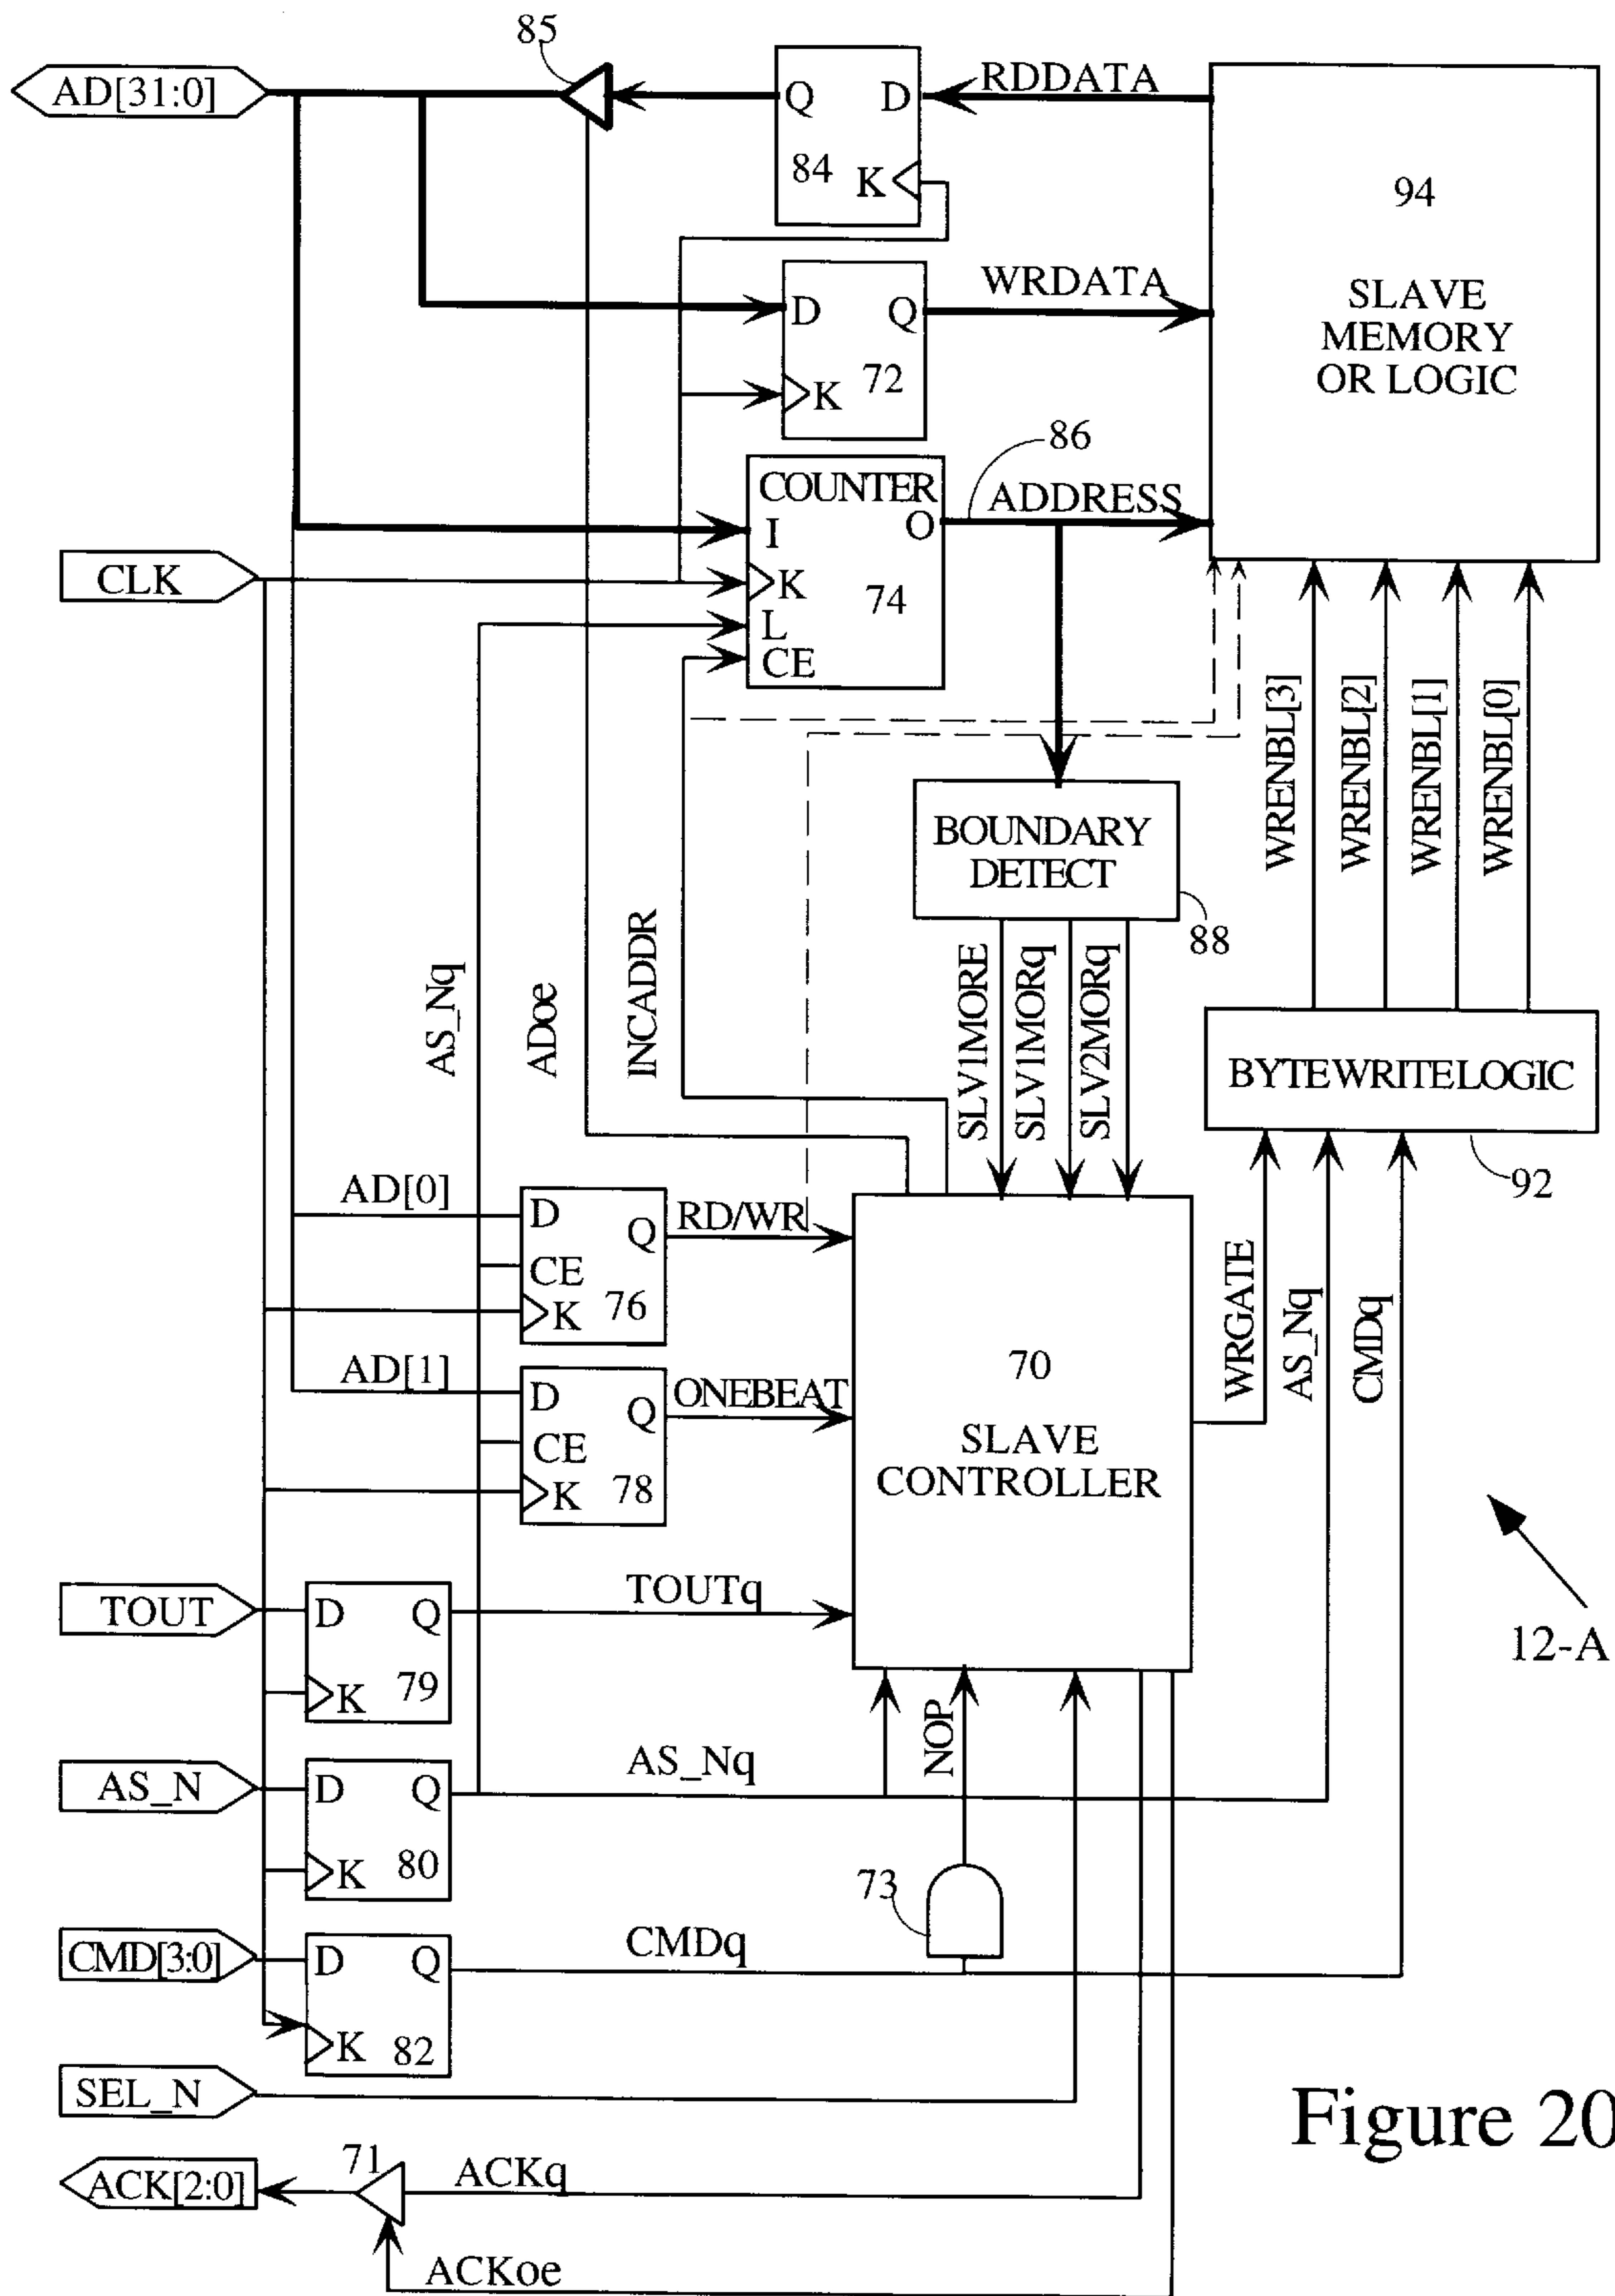 85
AD[31:0]
Q D
RDDATA
84
K
94
SLAVE
MEMORY
OR LOGIC
D Q
WRDATA
72
K
86
COUNTER
ADDRESS
I O
CLK
K
74
L
CE
WRENBL[3]
WRENBL[2]
WRENBL[1]
WRENBL[0]
BOUNDARY
DETECT
88
AS_Nq
ADoe
INCADDR
SLV1MORE
SLV1MORq
SLV2MORq
BYTEWRITELOGIC
92
AD[0]
D
Q
RD/WR
CE
76
K
WRGATE
AS_Nq
CMDq
AD[1]
D
Q
ONEBEAT
CE
78
K
70
SLAVE
CONTROLLER
12-A
TOUT
D Q
TOUTq
79
K
AS_N
D Q
AS_Nq
NOP
80
K
73
CMD[3:0]
D Q
CMDq
82
K
SEL_N
Figure 20
71
ACK[2:0]
ACKq
ACKoe